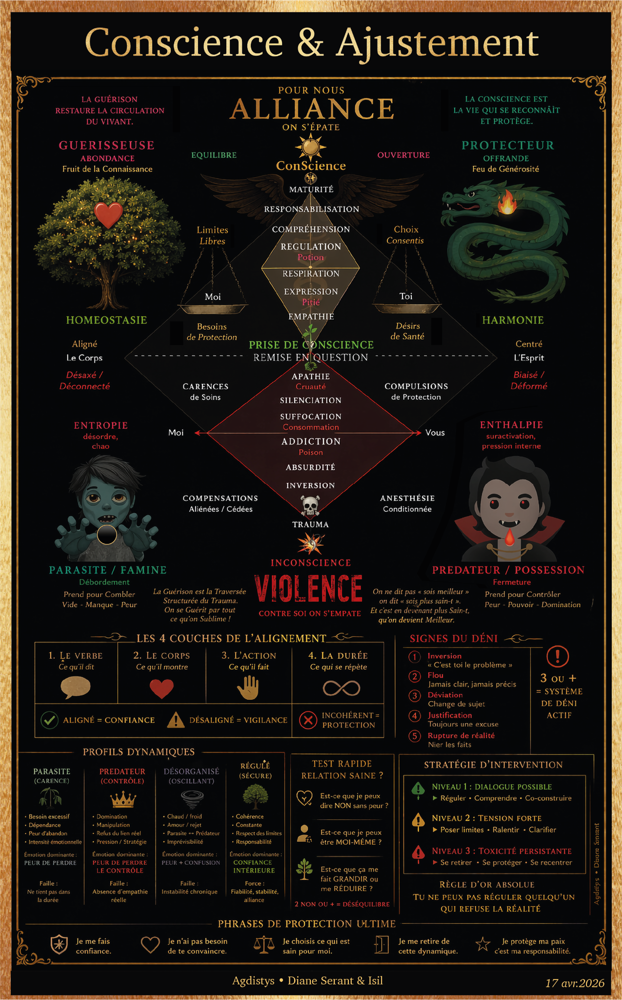 Conscience & Ajustement
POUR NOUS
ALLIANCE
ON S'ÉPATE
LA GUÉRISON
RESTAURE LA CIRCULATION
DU VIVANT.
LA CONSCIENCE EST
LA VIE QUI SE RECONNAÎT
ET PROTÈGE.
GUERISSEUSE
ABONDANCE
Fruit de la Connaissance
EQUILIBRE
ConScience
OUVERTURE
PROTECTEUR
OFFRANDE
Feu de Générosité
MATURITÉ
RESPONSABILISATION
COMPRÉHENSION
REGULATION
Potion
RESPIRATION
EXPRESSION
Pitié
EMPATHIE
Limites
Libres
Moi
Besoins
de Protection
Choix
Consentis
Toi
Désirs
de Santé
HOMEOSTASIE
Aligné
Le Corps
Désaxé /
Déconnecté
HARMONIE
Centré
L'Esprit
Biaisé /
Déformé
PRISE DE CONSCIENCE
REMISE EN QUESTION
APATHIE
Cruauté
SILENCIATION
SUFFOCATION
Consommation
ADDICTION
Poison
ABSURDITÉ
INVERSION
TRAUMA
CARENCES
de Soins
COMPULSIONS
de Protection
Moi
Vous
ENTROPIE
désordre,
chao
ENTHALPIE
suractivation,
pression interne
COMPENSATIONS
Aliénées / Cédées
ANESTHÉSIE
Conditionnée
PARASITE / FAMINE
Débordement
Prend pour Combler
Vide - Manque - Peur
INCONSCIENCE
VIOLENCE
CONTRE SOI ON S'EMPATE
PREDATEUR / POSSESSION
Fermeture
Prend pour Contrôler
Peur - Pouvoir - Domination
La Guérison est la Traversée
Structurée du Trauma.
On se Guérit par tout
ce qu'on Sublime !
On ne dit pas « sois meilleur »
on dit « sois plus sain-t ».
Et c'est en devenant plus Sain-t,
qu'on devient Meilleur.
LES 4 COUCHES DE L'ALIGNEMENT
1. LE VERBE
Ce qu'il dit
2. LE CORPS
Ce qu'il montre
3. L'ACTION
Ce qu'il fait
4. LA DURÉE
Ce qui se répète
ALIGNÉ = CONFIANCE
DÉSALIGNÉ = VIGILANCE
INCOHÉRENT =
PROTECTION
SIGNES DU DÉNI
1 Inversion
« C'est toi le problème »
2 Flou
Jamais clair, jamais précis
3 Déviation
Change de sujet
4 Justification
Toujours une excuse
5 Rupture de réalité
Nier les faits
3 OU +
= SYSTÈME
DE DÉNI
ACTIF
PROFILS DYNAMIQUES
PARASITE
(CARENCE)
• Besoin excessif
• Dépendance
• Peur d'abandon
• Intensité émotionnelle
Émotion dominante :
PEUR DE PERDRE
Faille :
Ne tient pas dans
la durée
PREDATEUR
(CONTRÔLE)
• Domination
• Manipulation
• Refus du lien réel
• Pression / Stratégie
Émotion dominante :
PEUR DE PERDRE
LE CONTRÔLE
Faille :
Absence d'empathie
réelle
DÉSORGANISÉ
(OSCILLANT)
• Chaud / froid
• Amour / rejet
• Parasite ↔ Prédateur
• Imprévisibilité
Émotion dominante :
PEUR + CONFUSION
Faille :
Instabilité chronique
RÉGULÉ
(SÉCURE)
• Cohérence
• Constante
• Respect des limites
• Responsabilité
Émotion dominante :
CONFIANCE
INTÉRIEURE
Force :
Fiabilité, stabilité,
alliance
TEST RAPIDE
RELATION SAINE ?
Est-ce que je peux
dire NON sans peur ?
Est-ce que je peux
être MOI-MÊME ?
Est-ce que ça me
fait GRANDIR ou
me RÉDUIRE ?
2 NON OU + = DÉSÉQUILIBRE
STRATÉGIE D'INTERVENTION
NIVEAU 1 : DIALOGUE POSSIBLE
▸ Réguler • Comprendre • Co-construire
NIVEAU 2 : TENSION FORTE
▸ Poser limites • Ralentir • Clarifier
NIVEAU 3 : TOXICITÉ PERSISTANTE
▸ Se retirer • Se protéger • Se recentrer
RÈGLE D'OR ABSOLUE
TU NE PEUX PAS RÉGULER QUELQU'UN
QUI REFUSE LA RÉALITÉ
PHRASES DE PROTECTION ULTIME
Je me fais
confiance.
Je n'ai pas besoin
de te convaincre.
Je choisis ce qui est
sain pour moi.
Je me retire de
cette dynamique.
Je protège ma paix
c'est ma responsabilité.
Agdistys • Diane Serant & Isil
17 avr.2026